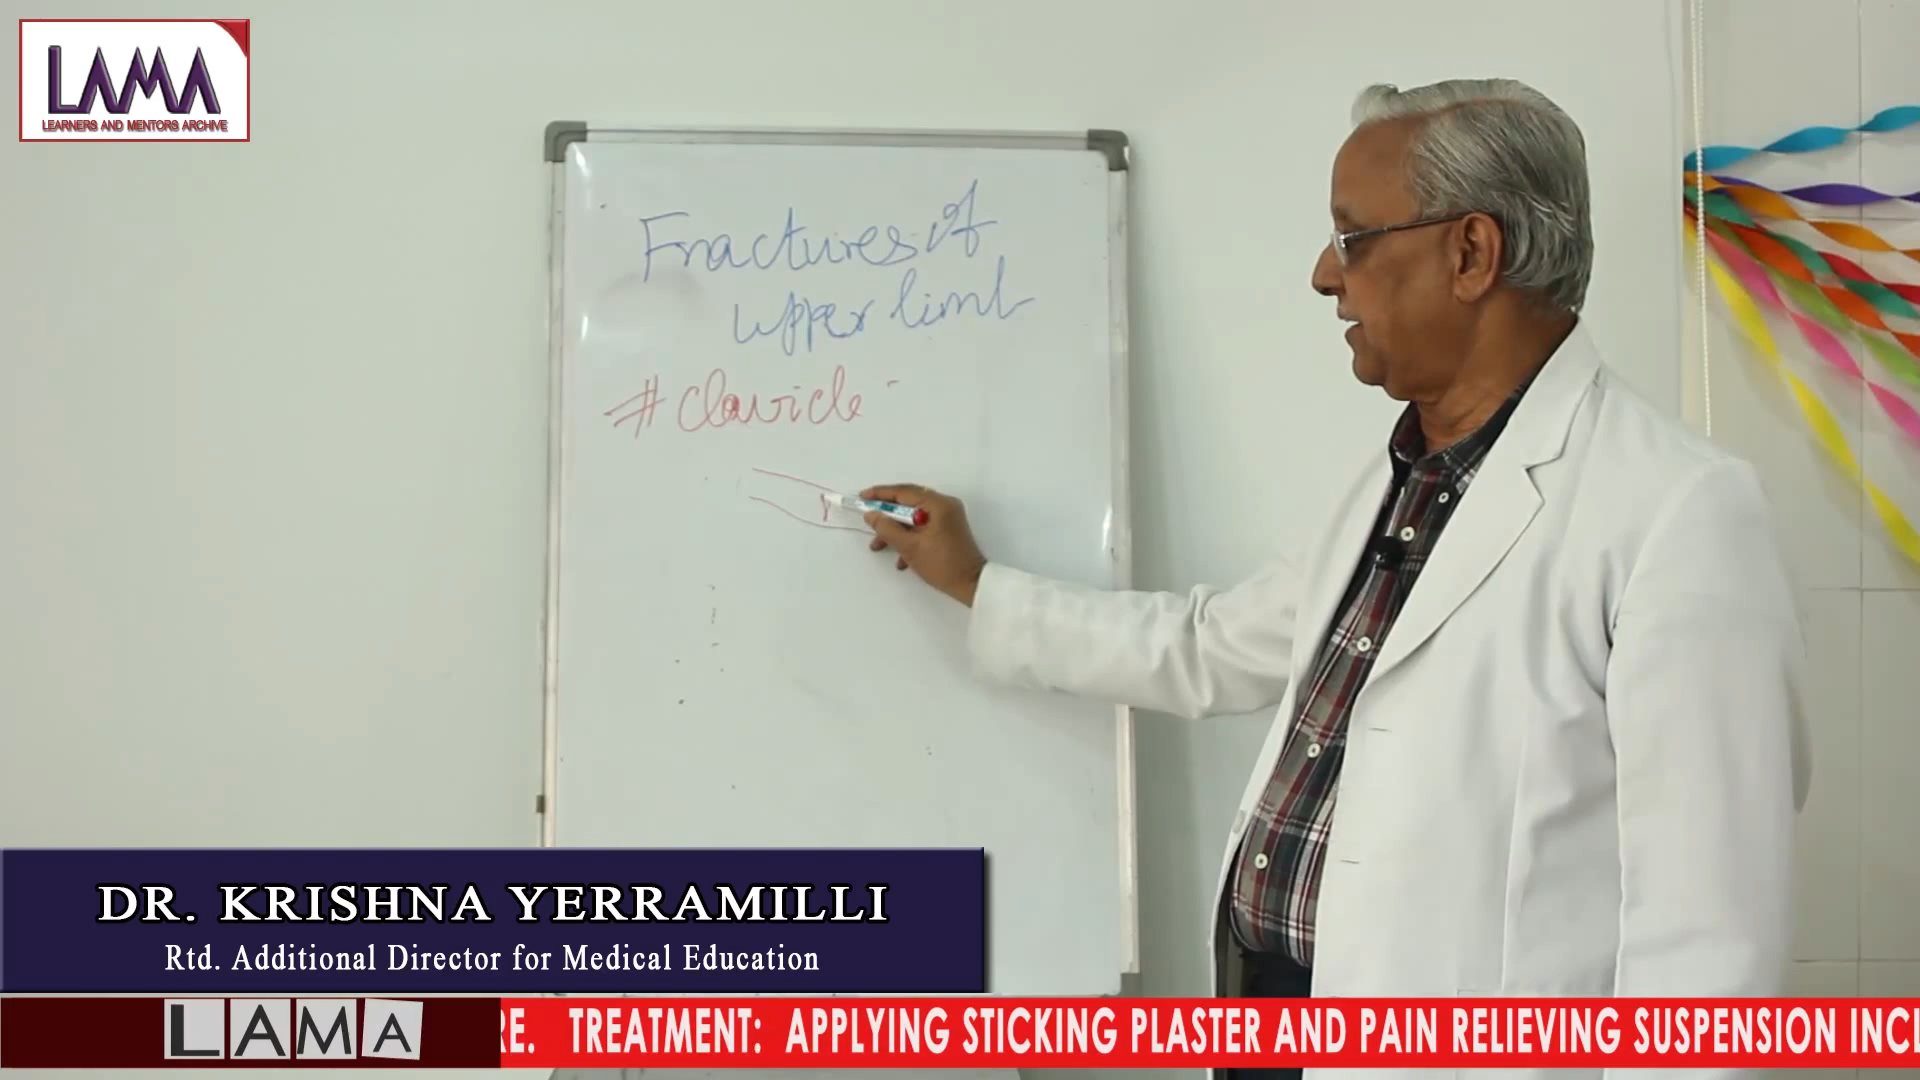 LAMA
LEARNERS AND MENTORS ARCHIVE
Fractures of
upper limb
# Clavicle
DR. KRISHNA YERRAMILLI
Rtd. Additional Director for Medical Education
LAMA
RE. TREATMENT: APPLYING STICKING PLASTER AND PAIN RELIEVING SUSPENSION INCL